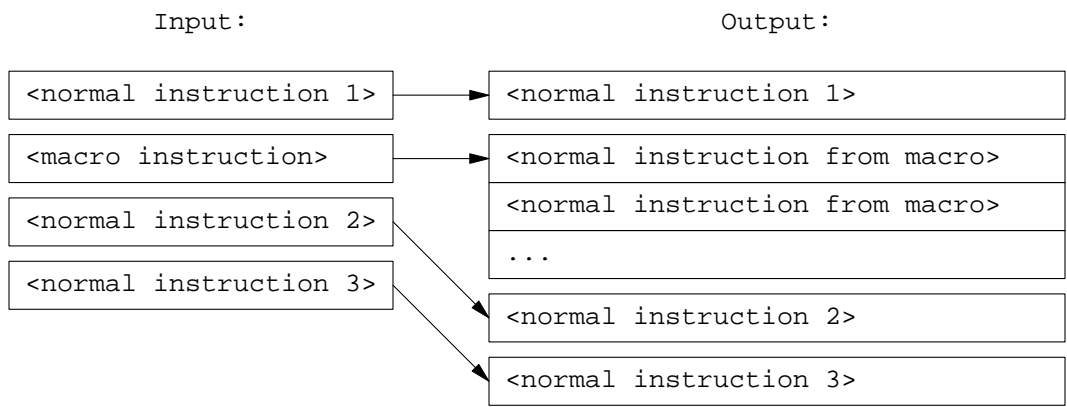 Input:
<normal instruction 1>
<macro instruction>
<normal instruction 2>
<normal instruction 3>
Output:
<normal instruction 1>
<normal instruction from macro>
<normal instruction from macro>
...
<normal instruction 2>
<normal instruction 3>